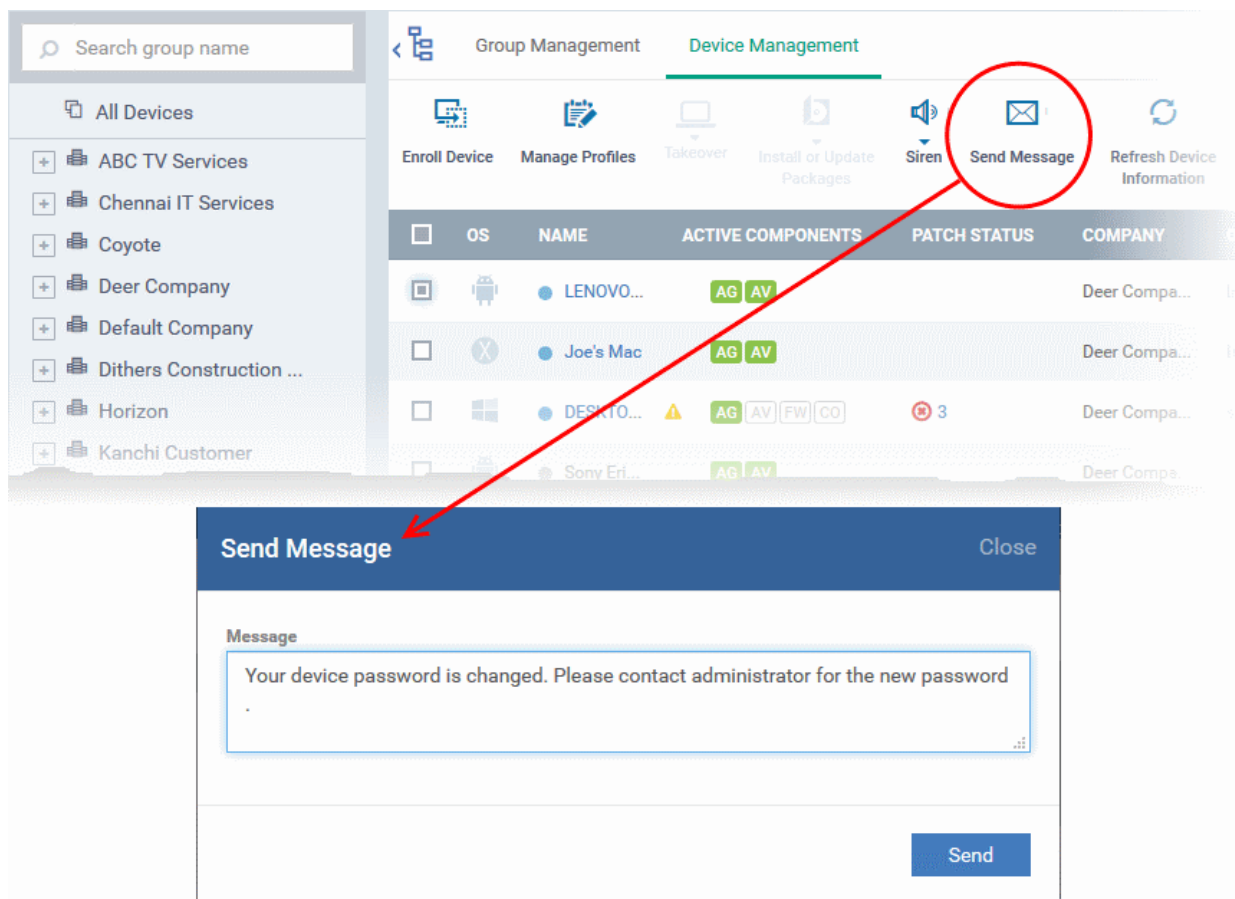 Search group name
Group Management Device Management
All Devices
ABC TV Services
Chennai IT Services
Coyote
Deer Company
Default Company
Dithers Construction ...
Horizon
Kanchi Customer
Enroll Device Manage Profiles Takeover Install or Update Packages Siren Send Message Refresh Device Information
OS NAME ACTIVE COMPONENTS PATCH STATUS COMPANY
LENOVO... AG AV Deer Compa...
Joe's Mac AG AV Deer Compa...
DESKTO... AG AV FW CO 3 Deer Compa...
Sony Eri... AG AV Deer Compa...
Send Message Close
Message
Your device password is changed. Please contact administrator for the new password
.
Send